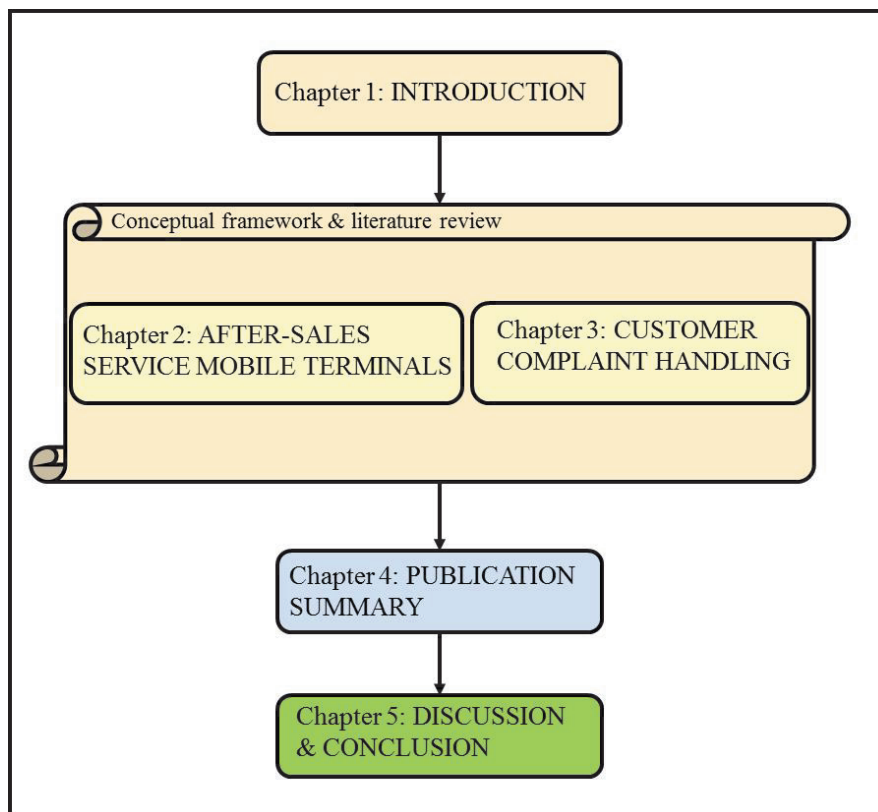 Chapter 1: INTRODUCTION
Conceptual framework & literature review
Chapter 2: AFTER-SALES
SERVICE MOBILE TERMINALS
Chapter 3: CUSTOMER
COMPLAINT HANDLING
Chapter 4: PUBLICATION
SUMMARY
Chapter 5: DISCUSSION
& CONCLUSION